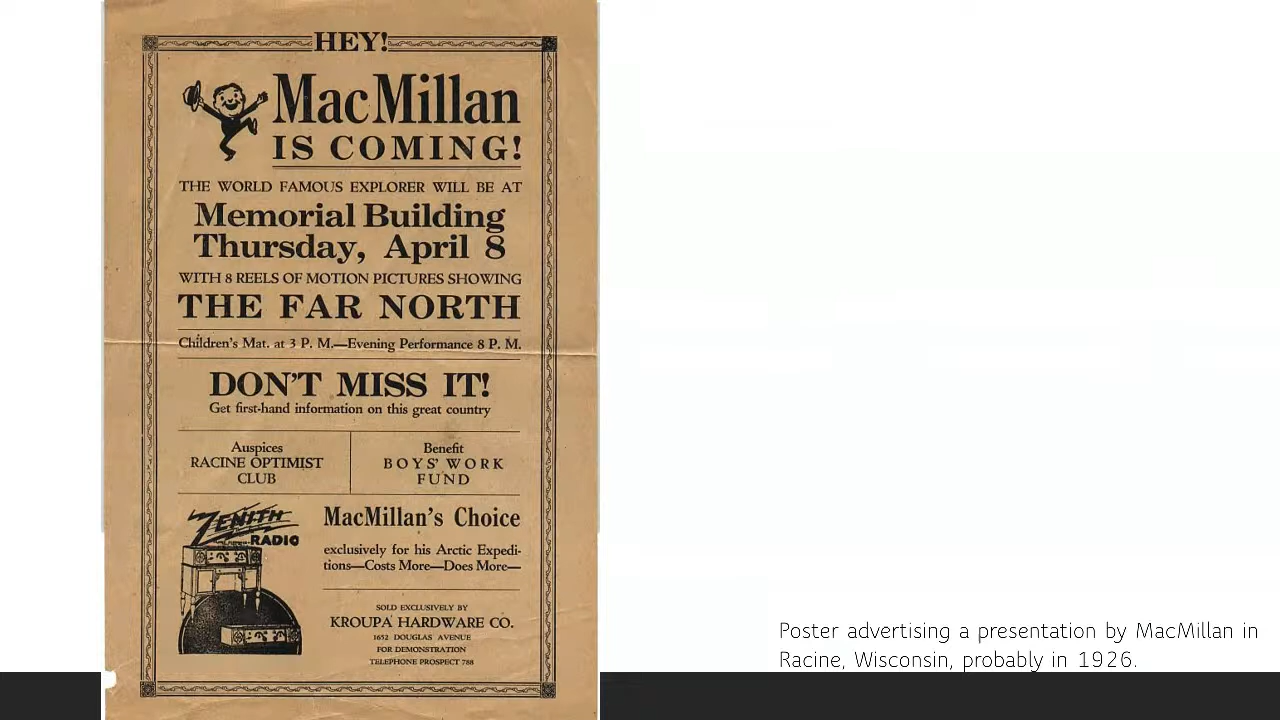 HEY!
MacMillan
IS COMING!
THE WORLD FAMOUS EXPLORER WILL BE AT
Memorial Building
Thursday, April 8
WITH 8 REELS OF MOTION PICTURES SHOWING
THE FAR NORTH
Children's Mat. at 3 P. M.—Evening Performance 8 P. M.
DON'T MISS IT!
Get first-hand information on this great country
Auspices
RACINE OPTIMIST
CLUB
Benefit
BOYS' WORK
FUND
ZENITH
RADIO
MacMillan's Choice
exclusively for his Arctic Expedi-
tions—Costs More—Does More—
SOLD EXCLUSIVELY BY
KROUPA HARDWARE CO.
1652 DOUGLAS AVENUE
FOR DEMONSTRATION
TELEPHONE PROSPECT 788
Poster advertising a presentation by MacMillan in
Racine, Wisconsin, probably in 1926.